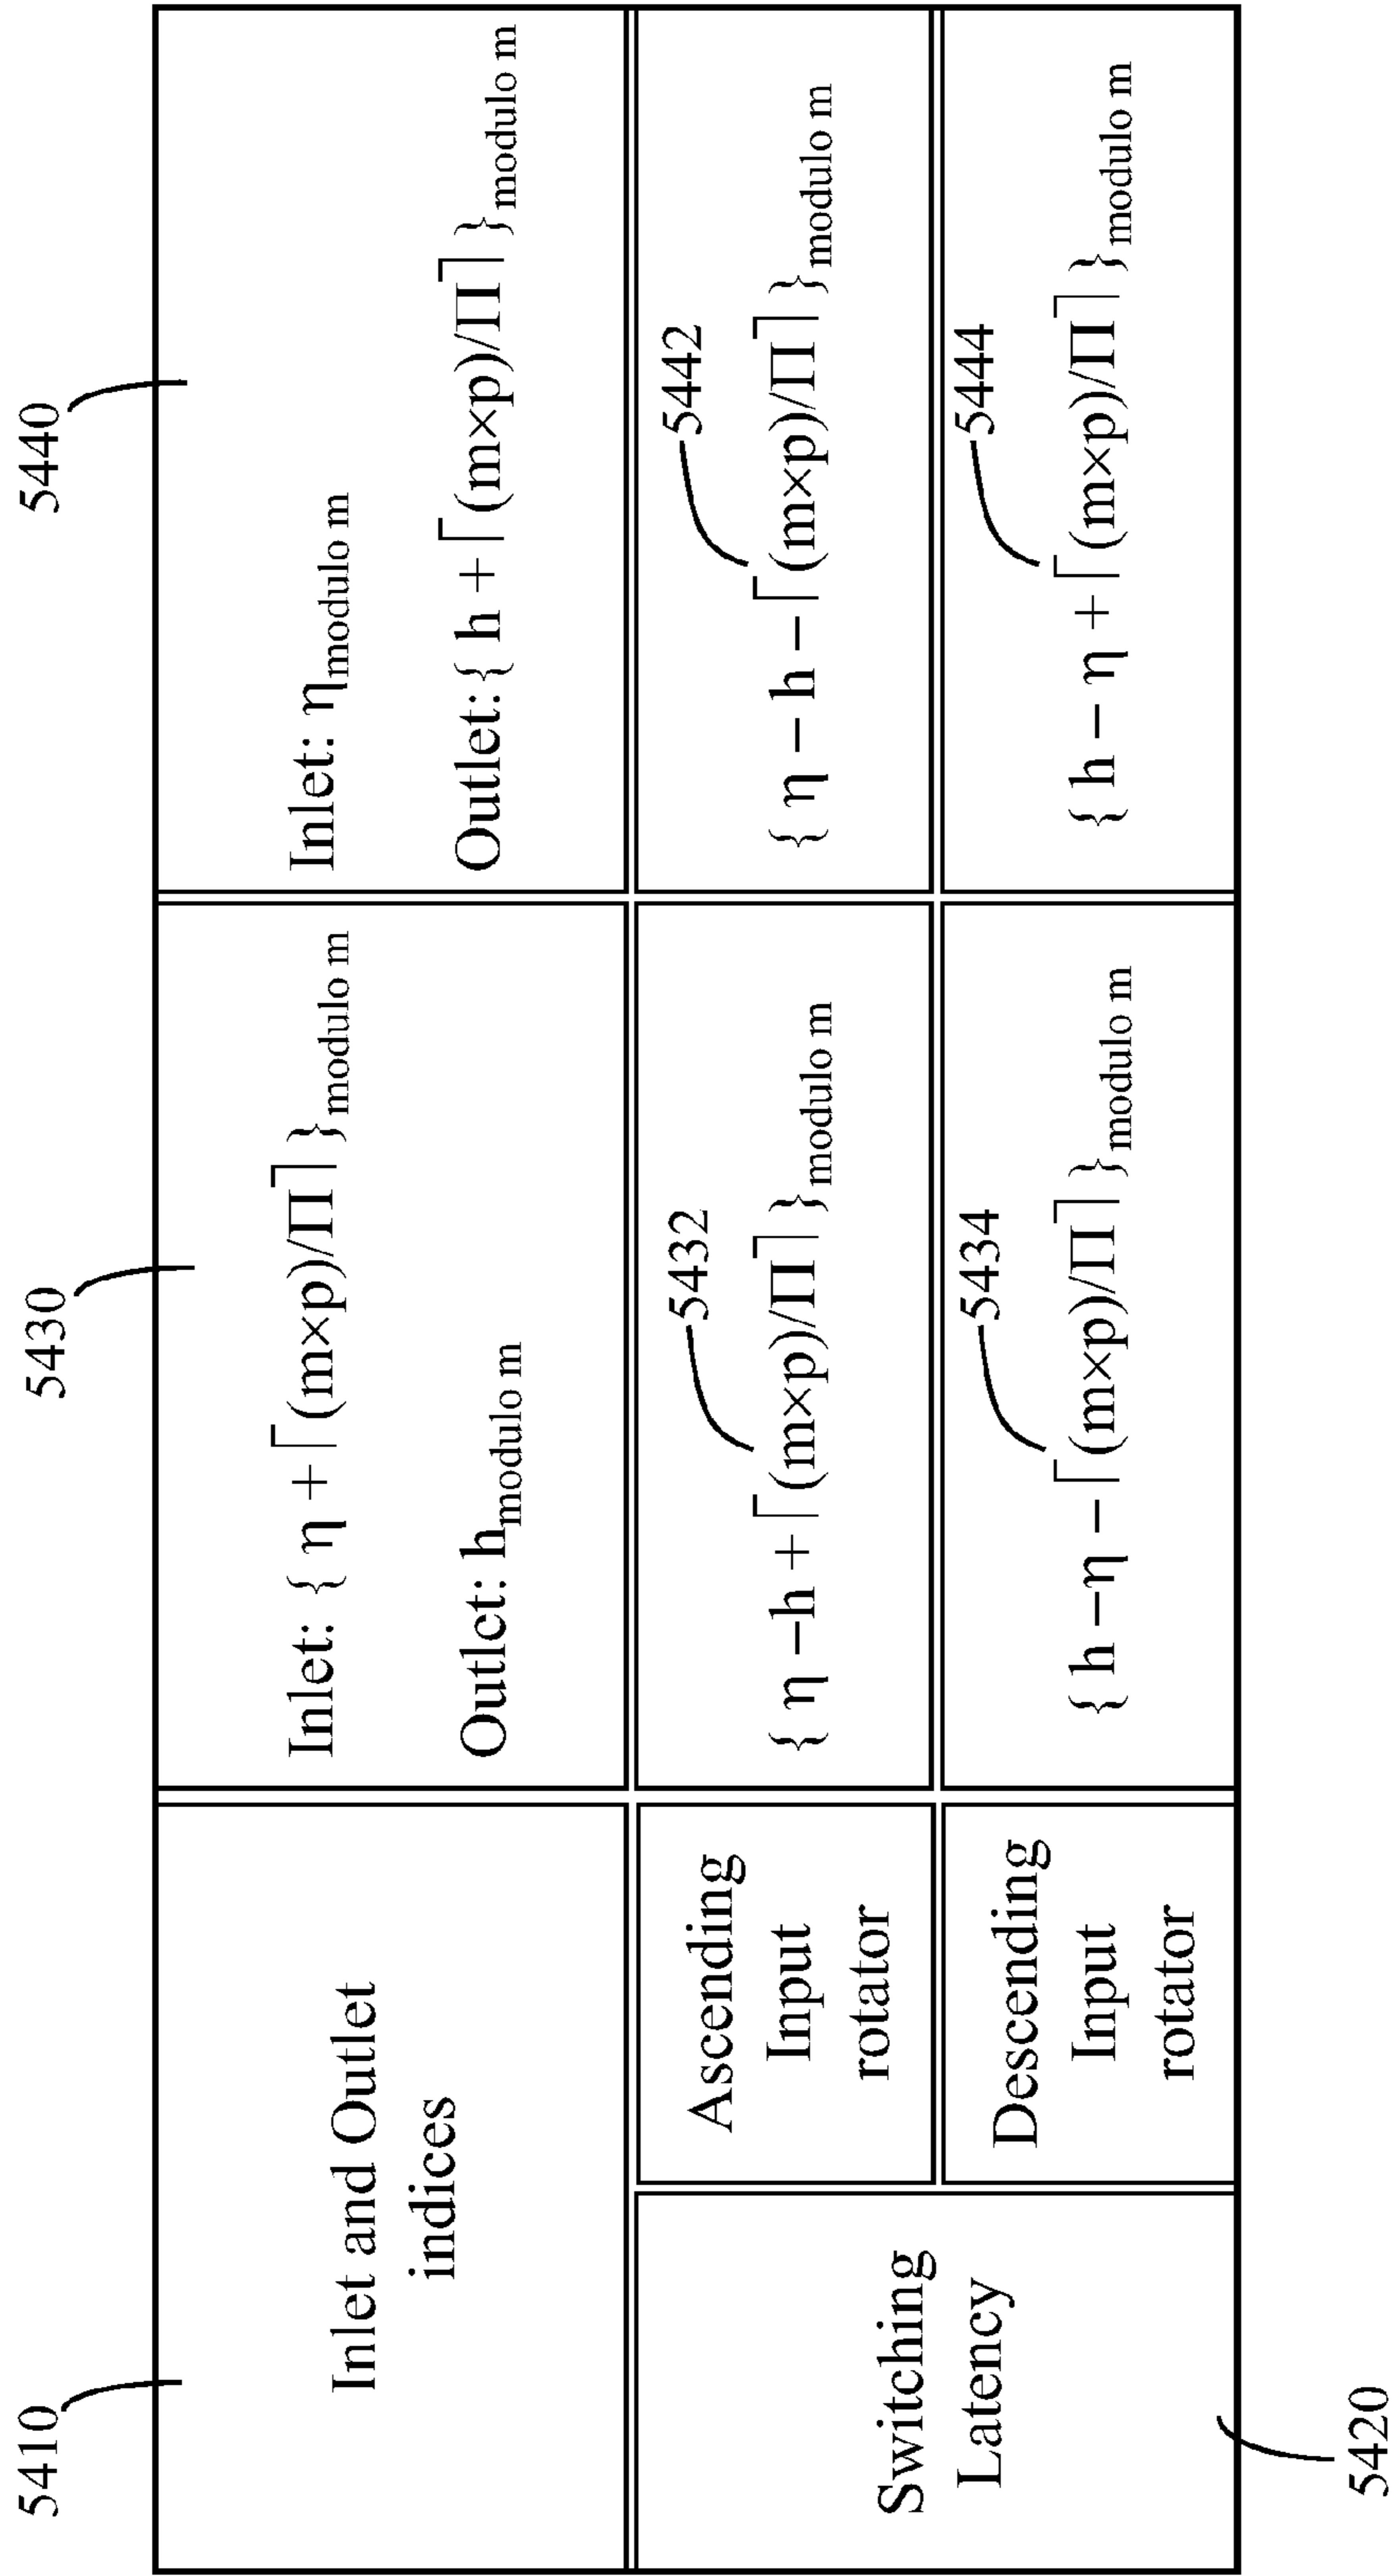 5410
5430
5440
Inlet and Outlet
indices
Inlet: { η + ⌈(m×p)/Π⌉ }modulo m
Outlet: hmodulo m
Inlet: ηmodulo m
Outlet:{ h + ⌈(m×p)/Π⌉ }modulo m
Switching
Latency
5420
Ascending
Input
rotator
5432
{ η −h + ⌈(m×p)/Π⌉ }modulo m
5442
{ η − h − ⌈(m×p)/Π⌉ }modulo m
Descending
Input
rotator
5434
{ h −η − ⌈(m×p)/Π⌉ }modulo m
5444
{ h − η + ⌈(m×p)/Π⌉ }modulo m